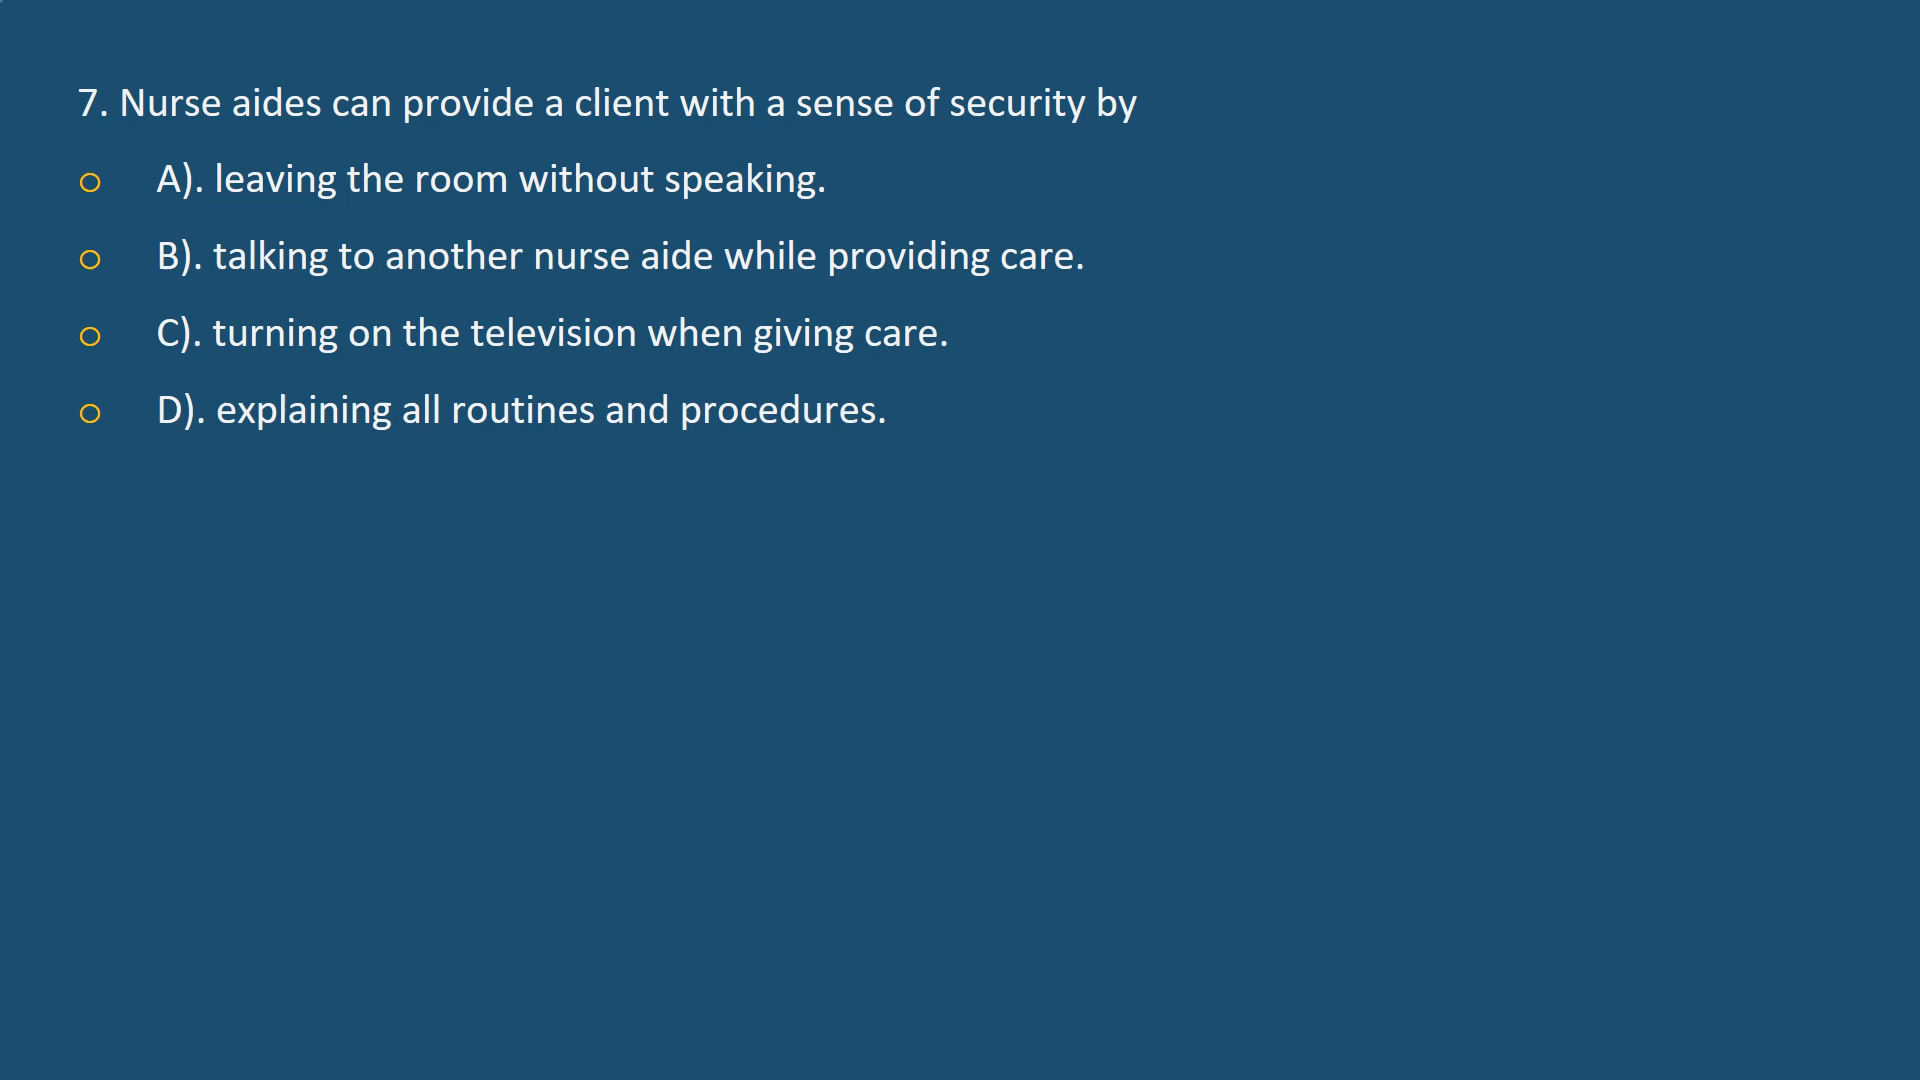 7. Nurse aides can provide a client with a sense of security by
o A). leaving the room without speaking.
o B). talking to another nurse aide while providing care.
o C). turning on the television when giving care.
o D). explaining all routines and procedures.